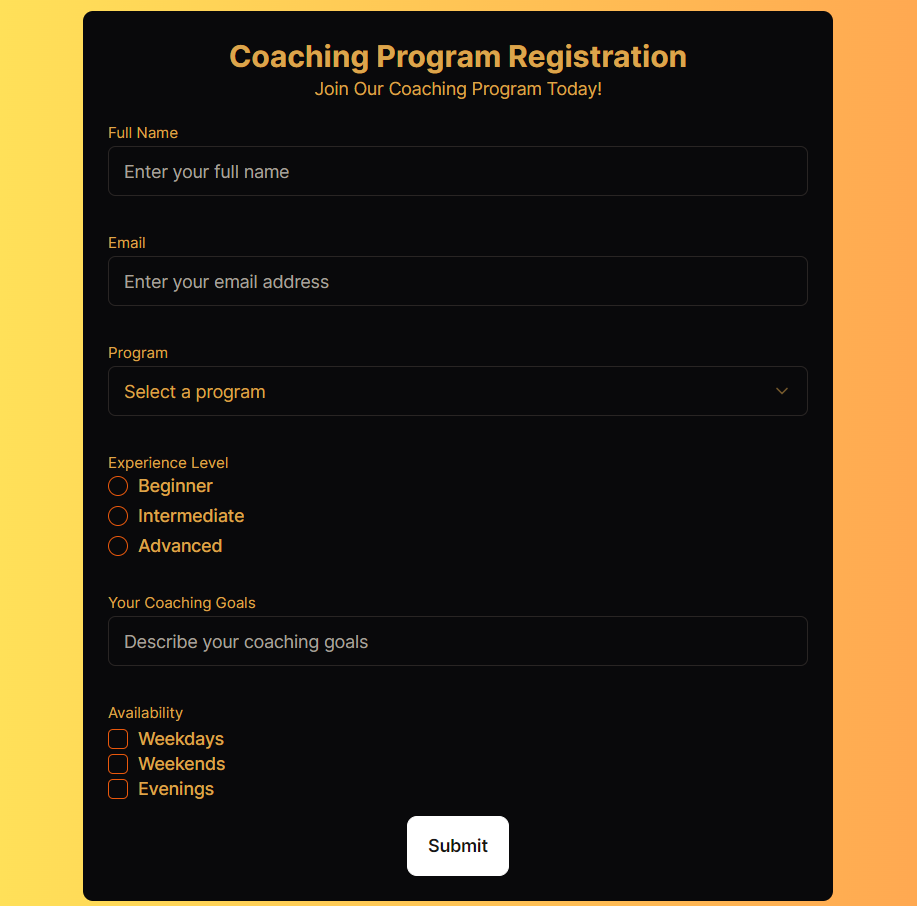 Coaching Program Registration
Join Our Coaching Program Today!
Full Name
Enter your full name
Email
Enter your email address
Program
Select a program
Experience Level
Beginner
Intermediate
Advanced
Your Coaching Goals
Describe your coaching goals
Availability
Weekdays
Weekends
Evenings
Submit